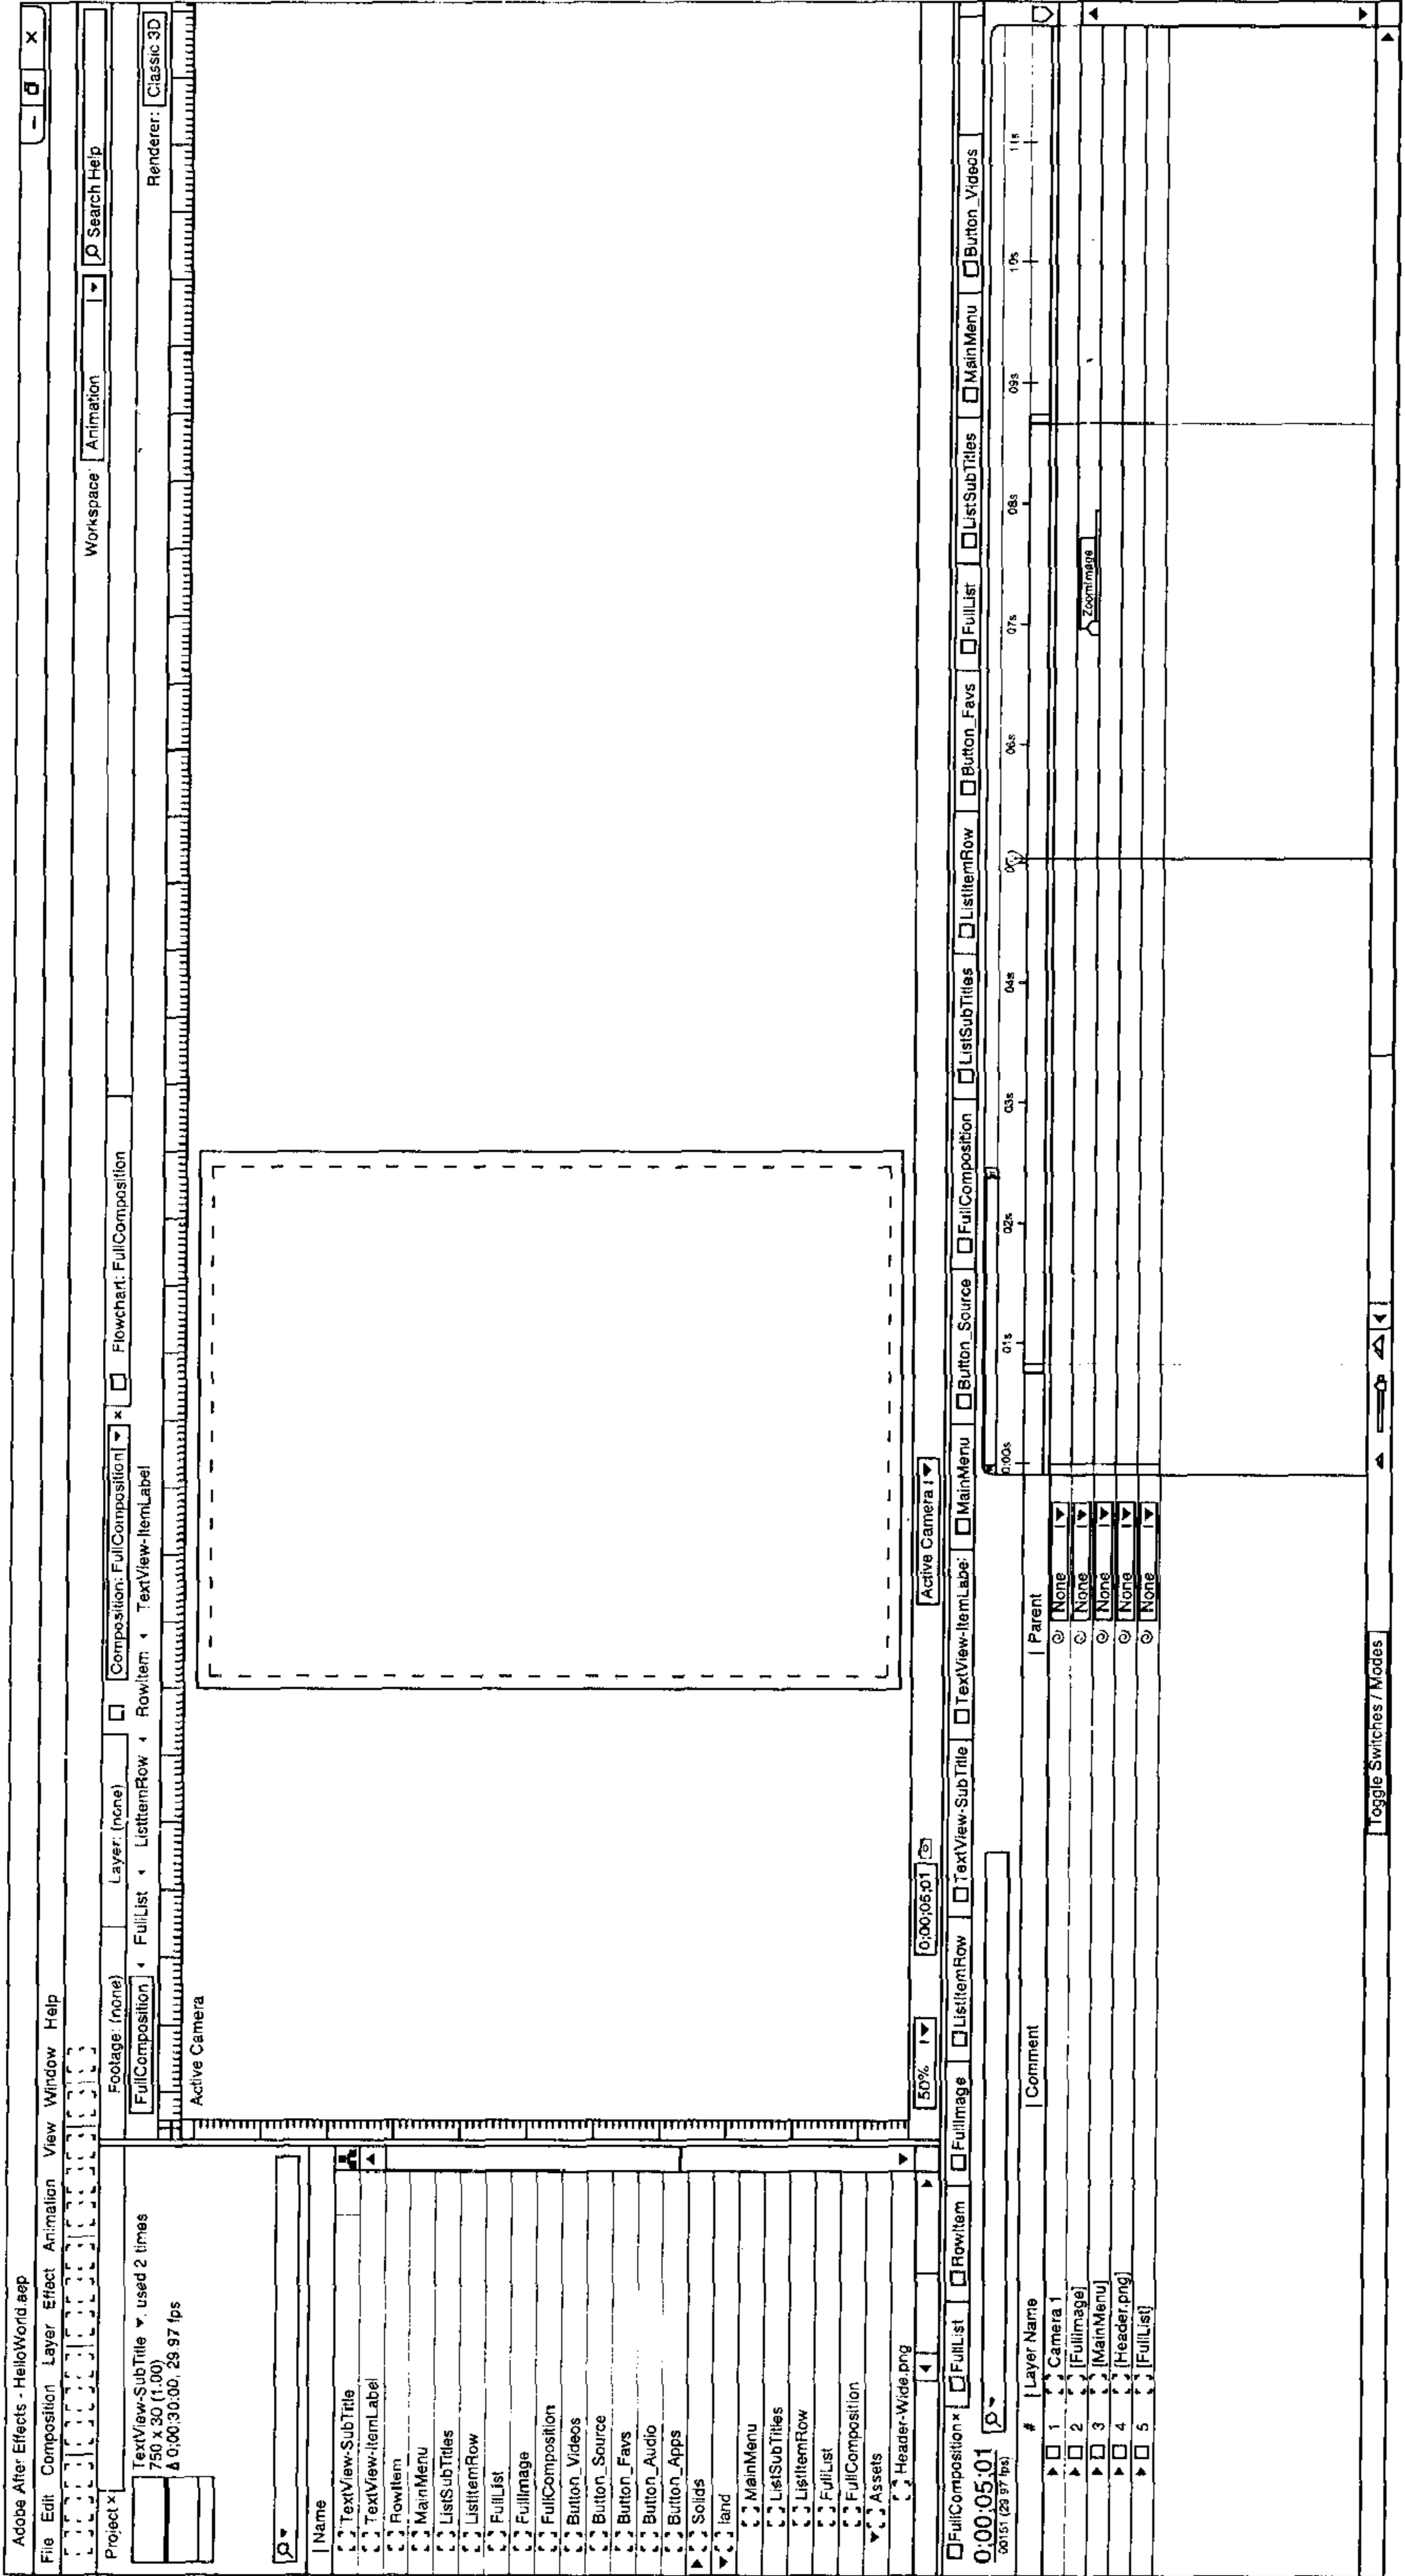 Adobe After Effects - HelloWorld.aep
File Edit Composition Layer Effect Animation View Window Help
Workspace: Animation Search Help
Project ×
Footage: (none) Layer: (none) Composition: FullComposition × Flowchart: FullComposition
TextView-SubTitle ▼, used 2 times
750 x 30 (1.00)
Δ 0;00:30:00, 29.97 fps
FullComposition FullList ListItemRow RowItem TextView-ItemLabel
Renderer: Classic 3D
Active Camera
Name
TextView-SubTitle
TextView-ItemLabel
RowItem
MainMenu
ListSubTitles
ListItemRow
FullList
FullImage
FullComposition
Button_Videos
Button_Source
Button_Favs
Button_Audio
Button_Apps
Solids
land
MainMenu
ListSubTitles
ListItemRow
FullList
FullComposition
Assets
Header-Wide.png
50% 0;00;05;01 Active Camera
FullComposition × FullList RowItem FullImage ListItemRow TextView-SubTitle TextView-ItemLabel MainMenu Button_Source FullComposition ListSubTitles ListItemRow Button_Favs FullList ListSubTitles MainMenu Button_Videos
0;00;05;01
00151 (29.97 fps)
0:00s 01s 02s 03s 04s 06s 07s 08s 09s 10s 11s
# Layer Name Comment Parent
1 Camera 1 None
2 [FullImage] None
ZoomImage
3 [MainMenu] None
4 [Header.png] None
5 [FullList] None
Toggle Switches / Modes